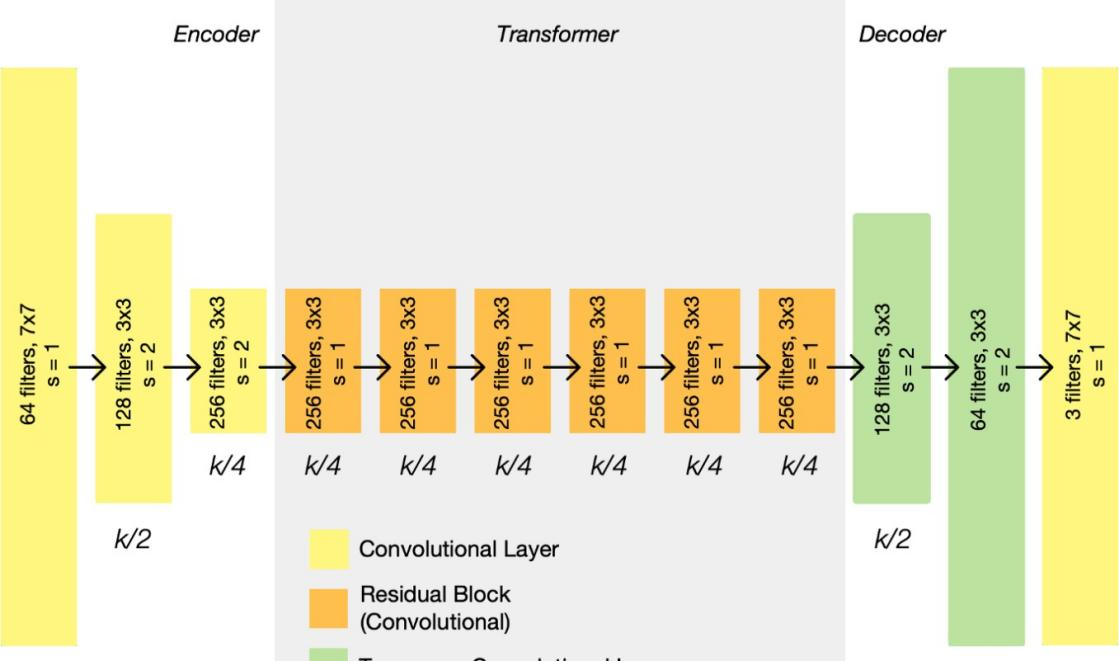 Encoder
Transformer
Decoder
64 filters, 7x7
s = 1
128 filters, 3x3
s = 2
256 filters, 3x3
s = 2
256 filters, 3x3
s = 1
256 filters, 3x3
s = 1
256 filters, 3x3
s = 1
256 filters, 3x3
s = 1
256 filters, 3x3
s = 1
256 filters, 3x3
s = 1
128 filters, 3x3
s = 2
64 filters, 3x3
s = 2
3 filters, 7x7
s = 1
k/4
k/4
k/4
k/4
k/4
k/4
k/4
k/2
k/2
Convolutional Layer
Residual Block
(Convolutional)